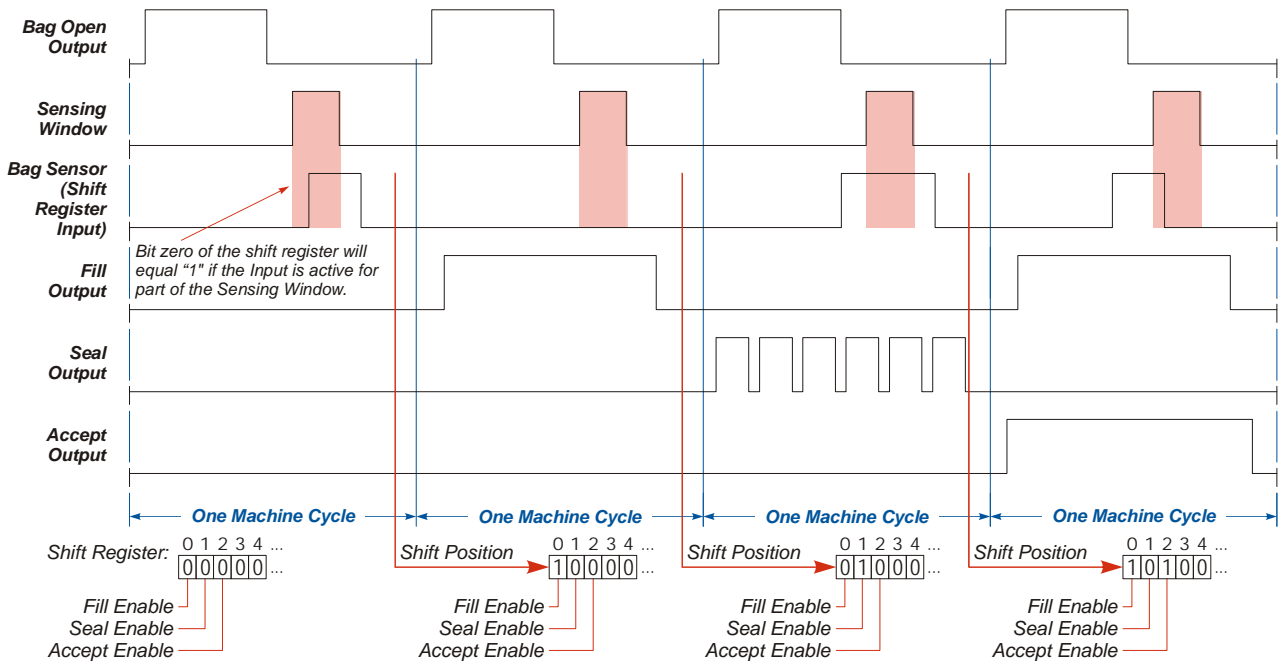 Bag Open
Output
Sensing
Window
Bag Sensor
(Shift
Register
Input)
Bit zero of the shift register will
equal “1" if the Input is active for
part of the Sensing Window.
Fill
Output
Seal
Output
Accept
Output
One Machine Cycle
One Machine Cycle
One Machine Cycle
One Machine Cycle
Shift Register:
0 1 2 3 4 ...
0 0 0 0 0 ...
Fill Enable
Seal Enable
Accept Enable
Shift Position
0 1 2 3 4 ...
1 0 0 0 0 ...
Fill Enable
Seal Enable
Accept Enable
Shift Position
0 1 2 3 4 ...
0 1 0 0 0 ...
Fill Enable
Seal Enable
Accept Enable
Shift Position
0 1 2 3 4 ...
1 0 1 0 0 ...
Fill Enable
Seal Enable
Accept Enable